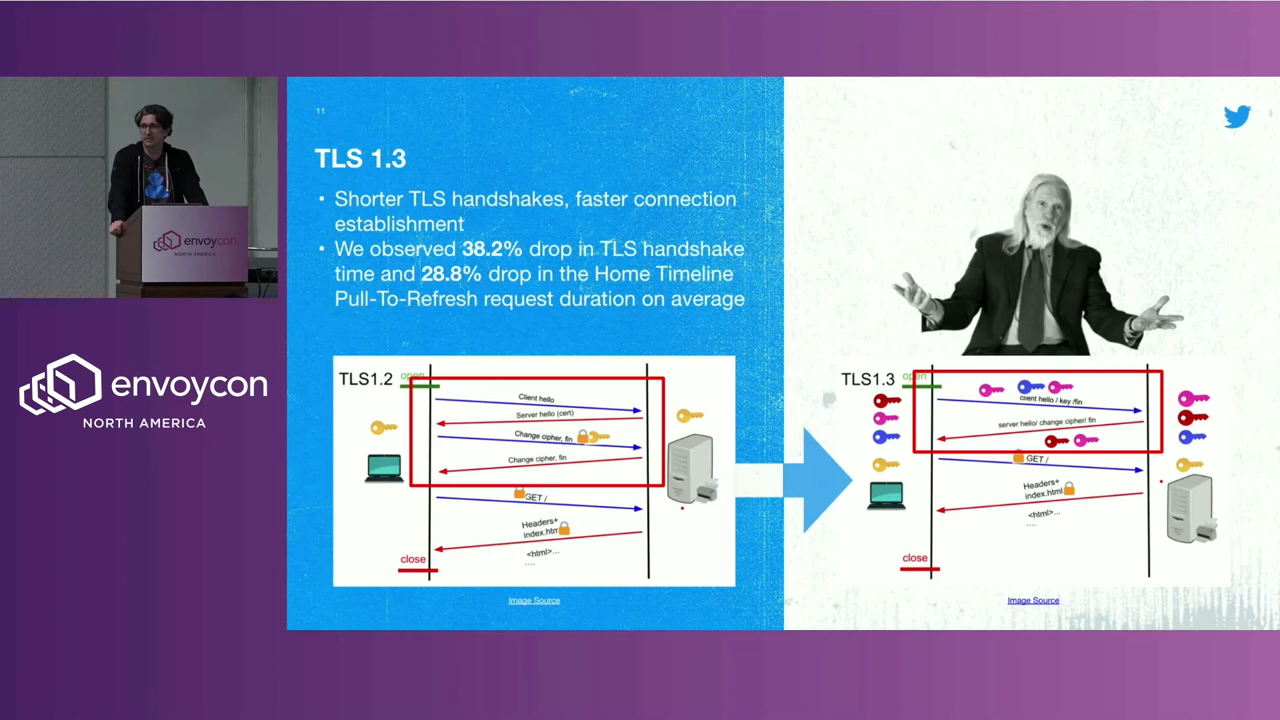 envoycon
NORTH AMERICA
envoycon
NORTH AMERICA
11
TLS 1.3
• Shorter TLS handshakes, faster connection
establishment
• We observed 38.2% drop in TLS handshake
time and 28.8% drop in the Home Timeline
Pull-To-Refresh request duration on average
TLS1.2
open
Client hello
Server hello (cert)
Change cipher, fin
Change cipher, fin
GET /
Headers+
index.htm
<html>...
....
close
Image Source
TLS1.3
open
client hello / key /fin
server hello/ change cipher/ fin
GET /
Headers+
index.html
<html>...
....
close
Image Source